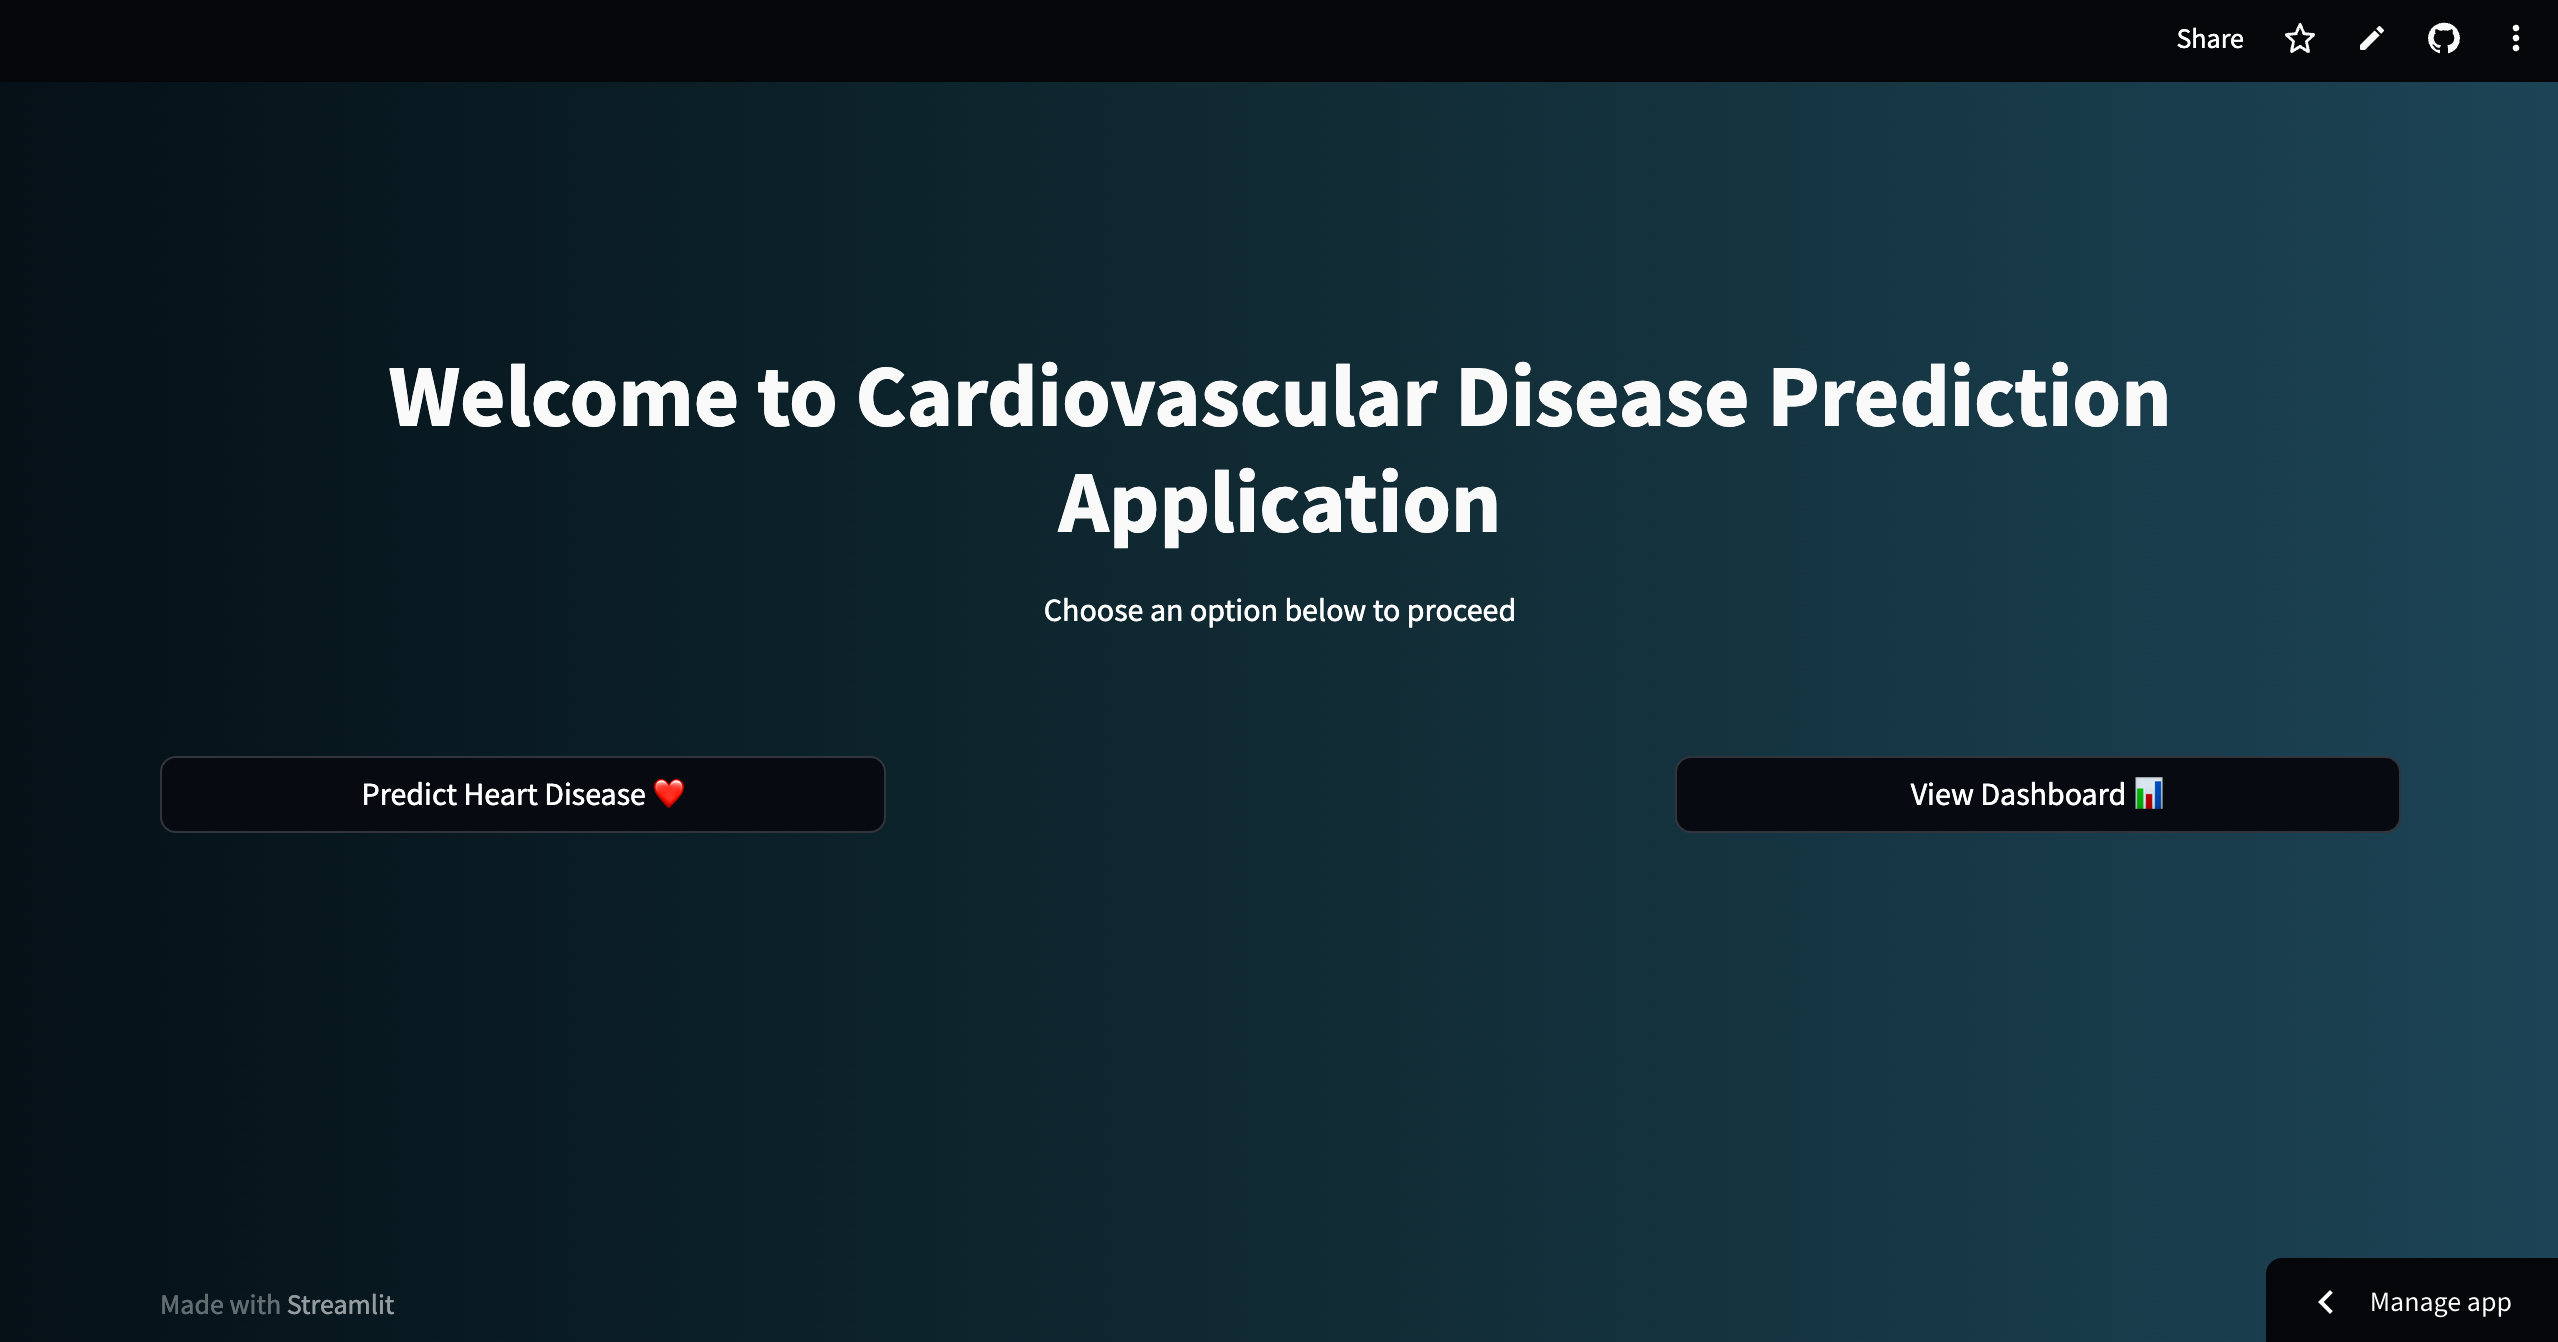 Share
Welcome to Cardiovascular Disease Prediction
Application
Choose an option below to proceed
Predict Heart Disease ❤️
View Dashboard 📊
Made with Streamlit
Manage app